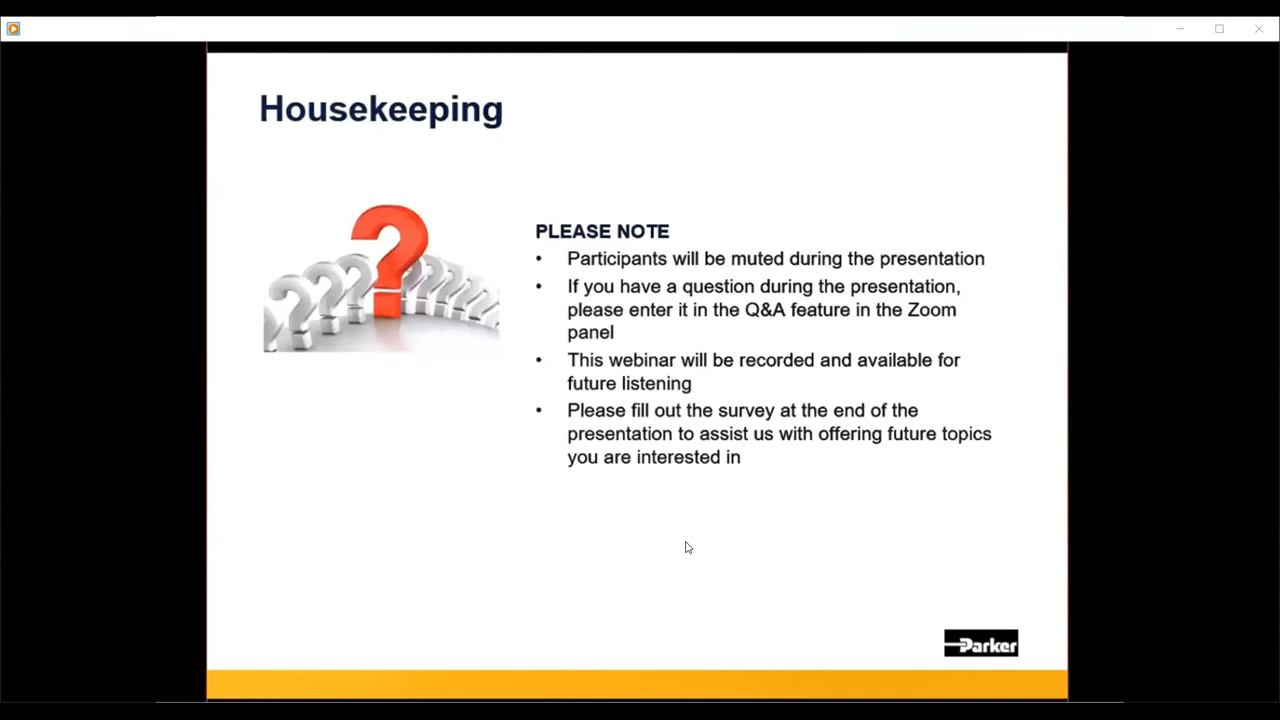 Housekeeping
PLEASE NOTE
• Participants will be muted during the presentation
• If you have a question during the presentation,
please enter it in the Q&A feature in the Zoom
panel
• This webinar will be recorded and available for
future listening
• Please fill out the survey at the end of the
presentation to assist us with offering future topics
you are interested in
Parker